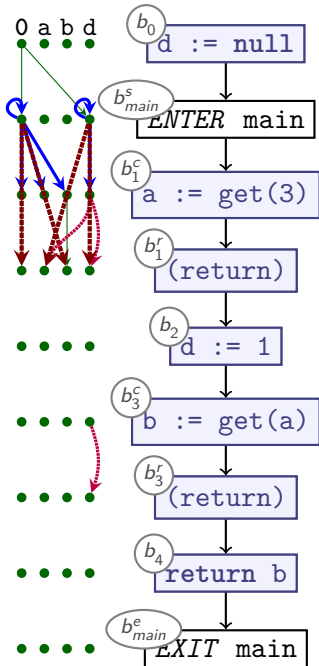 0 a b d
b₀
d := null
bˢmain
ENTER main
bᶜ₁
a := get(3)
bʳ₁
(return)
b₂
d := 1
bᶜ₃
b := get(a)
bʳ₃
(return)
b₄
return b
bᵉmain
EXIT main